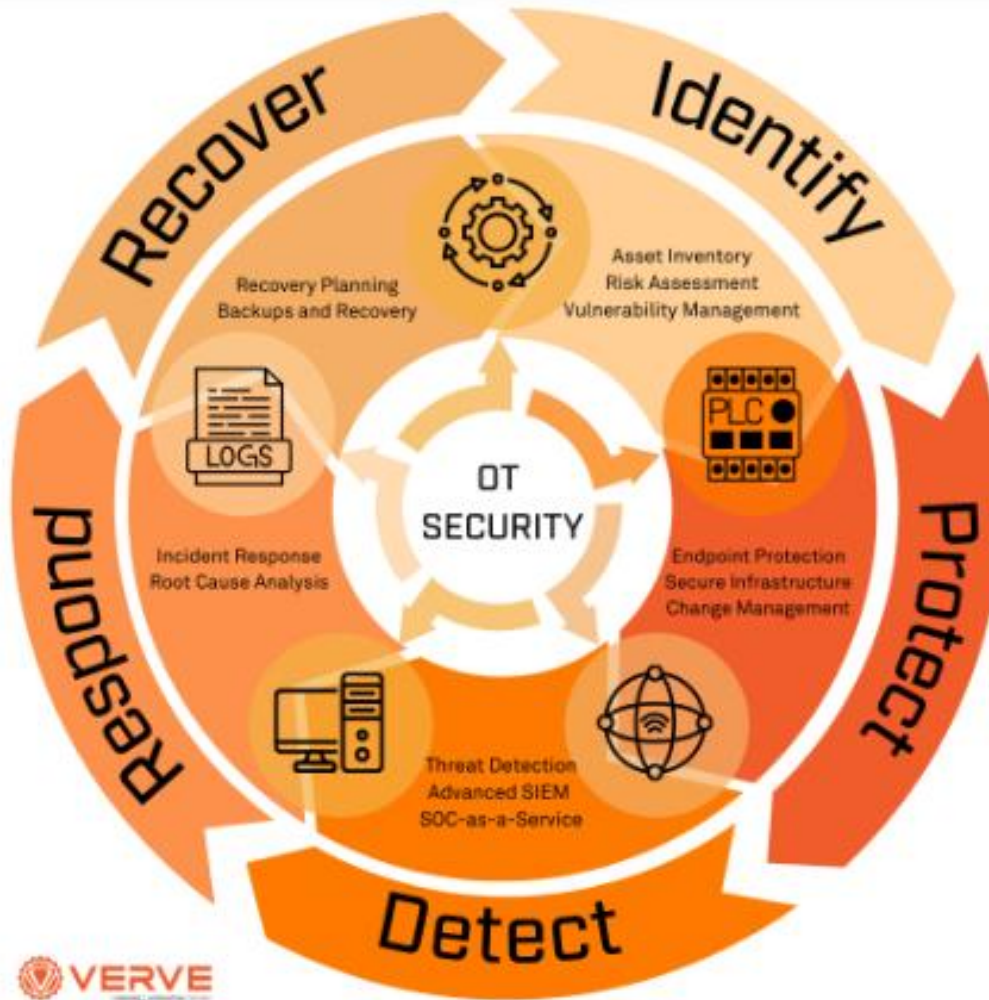 Recover
Identify
Protect
Detect
Respond
Recovery Planning
Backups and Recovery
Asset Inventory
Risk Assessment
Vulnerability Management
PLC
LOGS
OT
SECURITY
Incident Response
Root Cause Analysis
Endpoint Protection
Secure Infrastructure
Change Management
Threat Detection
Advanced SIEM
SOC-as-a-Service
VERVE